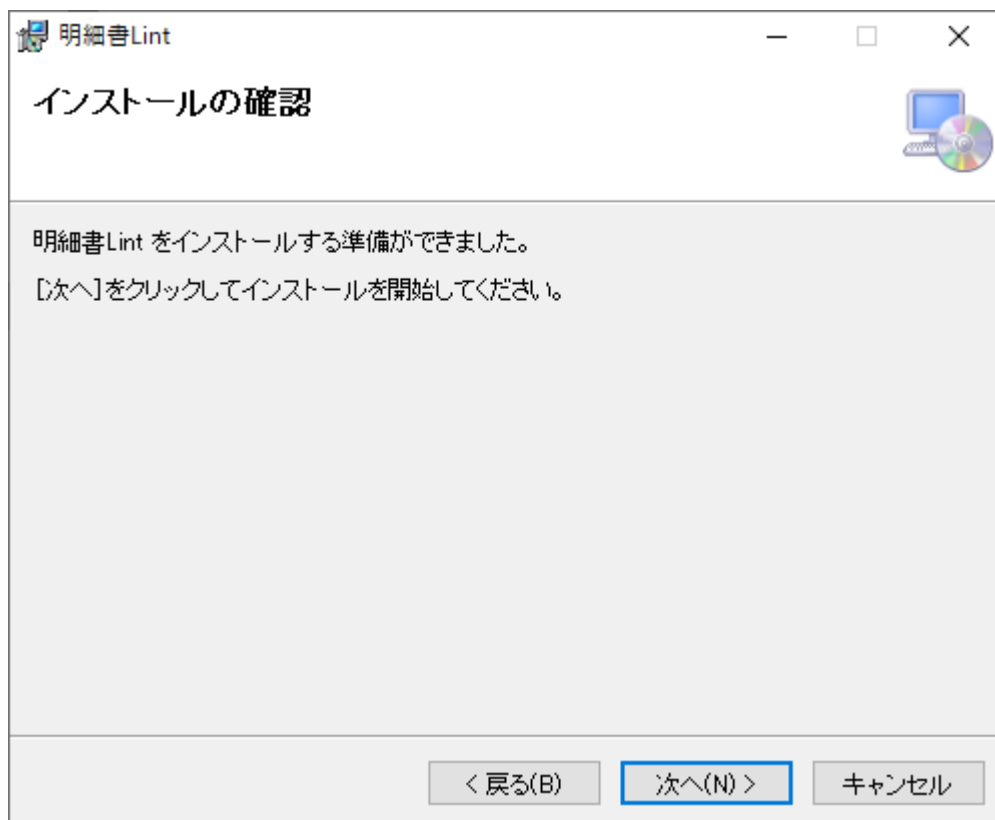 明細書Lint
インストールの確認
明細書Lint をインストールする準備ができました。
[次へ]をクリックしてインストールを開始してください。
< 戻る(B)
次へ(N) >
キャンセル